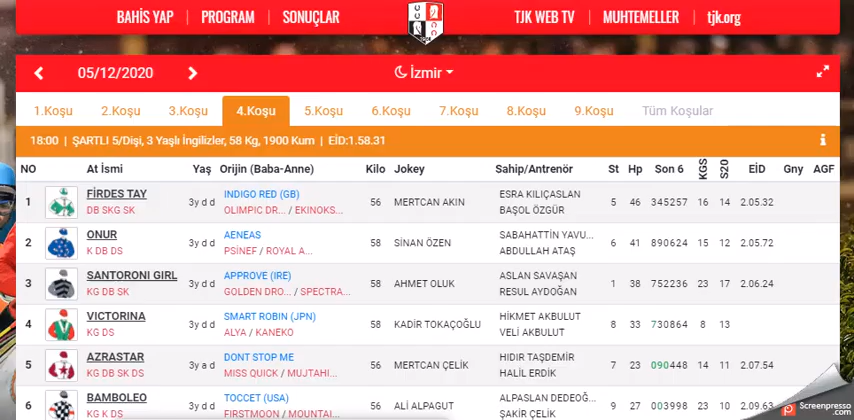 BAHİS YAP | PROGRAM | SONUÇLAR TJK WEB TV | MUHTEMELLER | tjk.org
05/12/2020 İzmir
1.Koşu 2.Koşu 3.Koşu 4.Koşu 5.Koşu 6.Koşu 7.Koşu 8.Koşu 9.Koşu Tüm Koşular
18:00 | ŞARTLI 5/Dişi, 3 Yaşlı İngilizler, 58 Kg, 1900 Kum | EİD:1.58.31
NO At İsmi Yaş Orijin (Baba-Anne) Kilo Jokey Sahip/Antrenör St Hp Son 6 KGS S20 EİD Gny AGF
1 FİRDES TAY 3y d d INDIGO RED (GB) 56 MERTCAN AKIN ESRA KILIÇASLAN 5 46 345257 16 14 2.05.32
DB SKG SK OLIMPIC DR... / EKINOKS... BAŞOL ÖZGÜR
2 ONUR 3y d d AENEAS 58 SİNAN ÖZEN SABAHATTİN YAVU... 6 41 890624 15 12 2.05.72
K DB DS PSİNEF / ROYAL A... ABDULLAH ATAŞ
3 SANTORONI GIRL 3y d d APPROVE (IRE) 58 AHMET OLUK ASLAN SAVAŞAN 1 38 752236 23 17 2.06.24
KG DB SK GOLDEN DRO... / SPECTRA... RESUL AYDOĞAN
4 VICTORINA 3y d d SMART ROBIN (JPN) 58 KADİR TOKAÇOĞLU HİKMET AKBULUT 8 33 730864 8 13
KG DS ALYA / KANEKO VELİ AKBULUT
5 AZRASTAR 3y a d DONT STOP ME 56 MERTCAN ÇELİK HIDIR TAŞDEMİR 7 23 090448 14 11 2.07.54
KG DB SK DS MISS QUICK / MUJTAHI... HALİL ERDİK
6 BAMBOLEO 3y d d TOCCET (USA) 56 ALİ ALPAGUT ALPASLAN DEDEOĞ... 9 27 003998 23 10 2.09.63
KG K DS FIRSTMOON / MOUNTAI... ŞAKİR ÇELİK
Screenpresso
.com